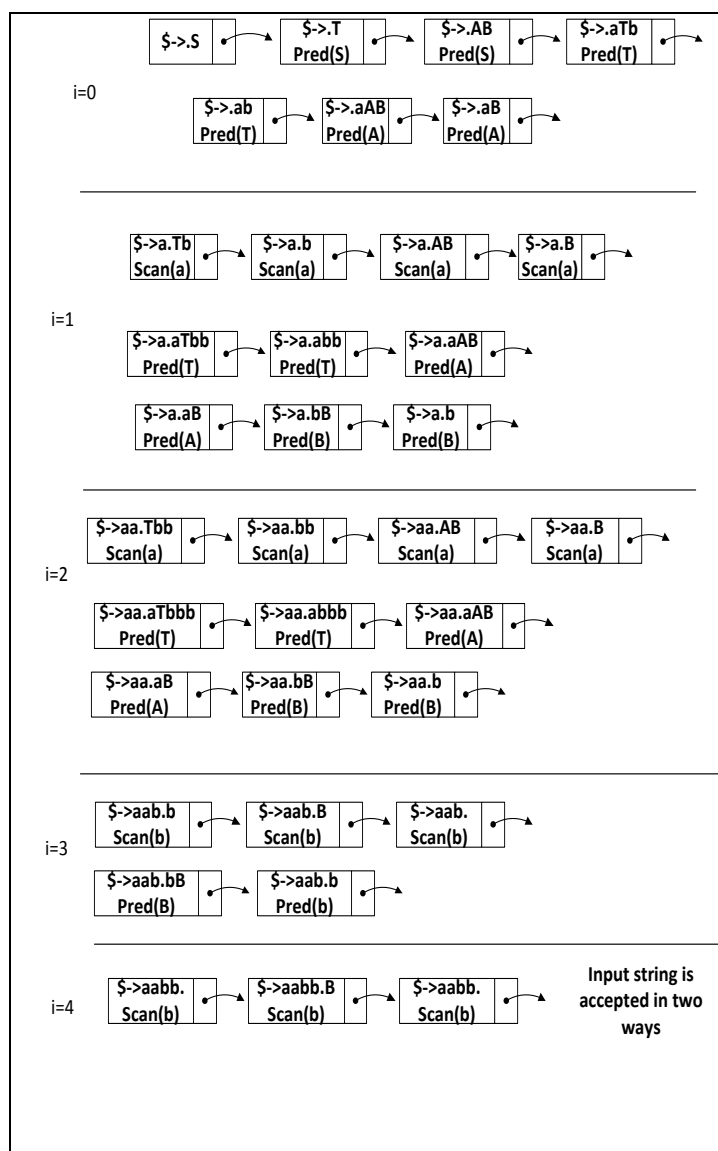 $->.S
$->.T
Pred(S)
$->.AB
Pred(S)
$->.aTb
Pred(T)
i=0
$->.ab
Pred(T)
$->.aAB
Pred(A)
$->.aB
Pred(A)
$->a.Tb
Scan(a)
$->a.b
Scan(a)
$->a.AB
Scan(a)
$->a.B
Scan(a)
i=1
$->a.aTbb
Pred(T)
$->a.abb
Pred(T)
$->a.aAB
Pred(A)
$->a.aB
Pred(A)
$->a.bB
Pred(B)
$->a.b
Pred(B)
$->aa.Tbb
Scan(a)
$->aa.bb
Scan(a)
$->aa.AB
Scan(a)
$->aa.B
Scan(a)
i=2
$->aa.aTbbb
Pred(T)
$->aa.abbb
Pred(T)
$->aa.aAB
Pred(A)
$->aa.aB
Pred(A)
$->aa.bB
Pred(B)
$->aa.b
Pred(B)
$->aab.b
Scan(b)
$->aab.B
Scan(b)
$->aab.
Scan(b)
i=3
$->aab.bB
Pred(B)
$->aab.b
Pred(b)
i=4
$->aabb.
Scan(b)
$->aabb.B
Scan(b)
$->aabb.
Scan(b)
Input string is
accepted in two
ways